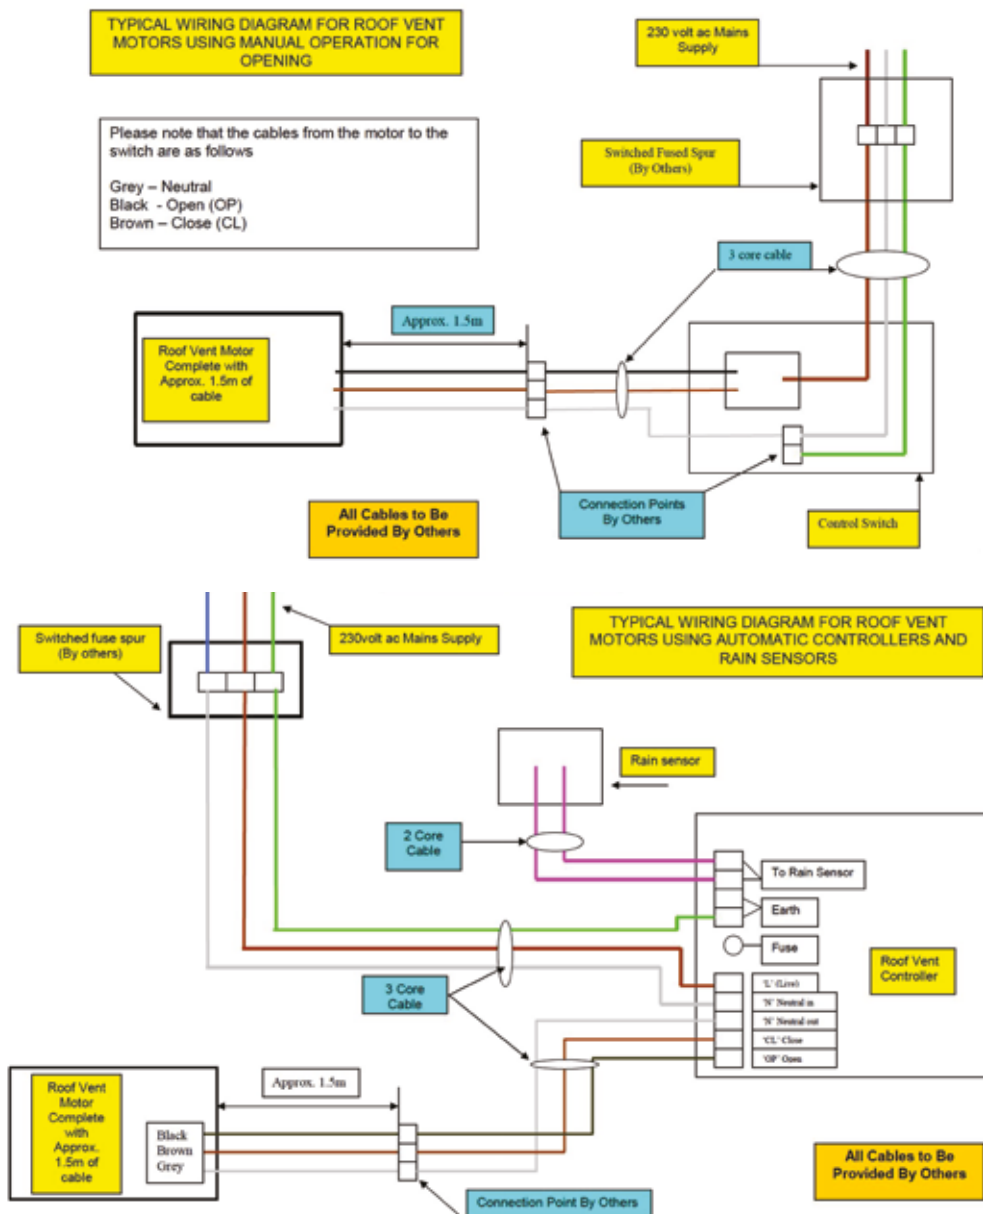 TYPICAL WIRING DIAGRAM FOR ROOF VENT
MOTORS USING MANUAL OPERATION FOR
OPENING
230 volt ac Mains
Supply
Please note that the cables from the motor to the
switch are as follows
Grey – Neutral
Black - Open (OP)
Brown – Close (CL)
Switched Fused Spur
(By Others)
3 core cable
Approx. 1.5m
Roof Vent Motor
Complete with
Approx. 1.5m of
cable
All Cables to Be
Provided By Others
Connection Points
By Others
Control Switch
Switched fuse spur
(By others)
230volt ac Mains Supply
TYPICAL WIRING DIAGRAM FOR ROOF VENT
MOTORS USING AUTOMATIC CONTROLLERS AND
RAIN SENSORS
Rain sensor
2 Core
Cable
To Rain Sensor
Earth
Fuse
Roof Vent
Controller
3 Core
Cable
'L' (Live)
'N' Neutral in
'N' Neutral out
'CL' Close
'OP' Open
Roof Vent
Motor
Complete
with
Approx.
1.5m of
cable
Approx. 1.5m
Black
Brown
Grey
Connection Point By Others
All Cables to Be
Provided By Others